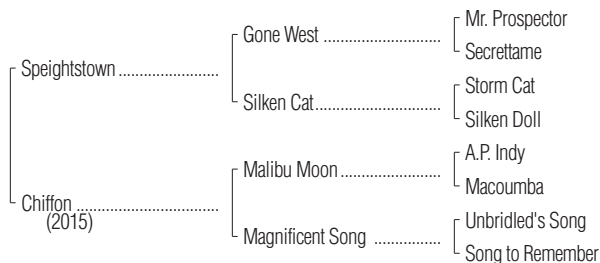 Mr. Prospector
Gone West ........................
Secrettame
Speightstown ....................
Storm Cat
Silken Cat.........................
Silken Doll
A.P. Indy
Malibu Moon ....................
Macoumba
Chiffon ............................
(2015)
Unbridled's Song
Magnificent Song .............
Song to Remember